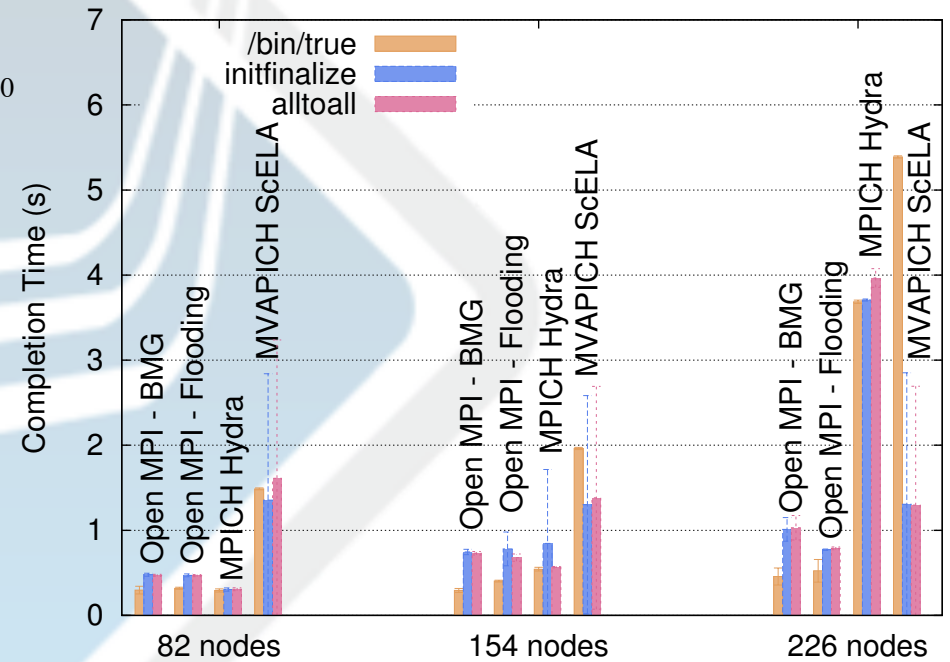 7
/bin/true
initfinalize
alltoall
0
6
5
4
3
2
1
0
Completion Time (s)
Open MPI - BMG
Open MPI - Flooding
MPICH Hydra
MVAPICH ScELA
Open MPI - BMG
Open MPI - Flooding
MPICH Hydra
MVAPICH ScELA
Open MPI - BMG
Open MPI - Flooding
MPICH Hydra
MVAPICH ScELA
82 nodes
154 nodes
226 nodes